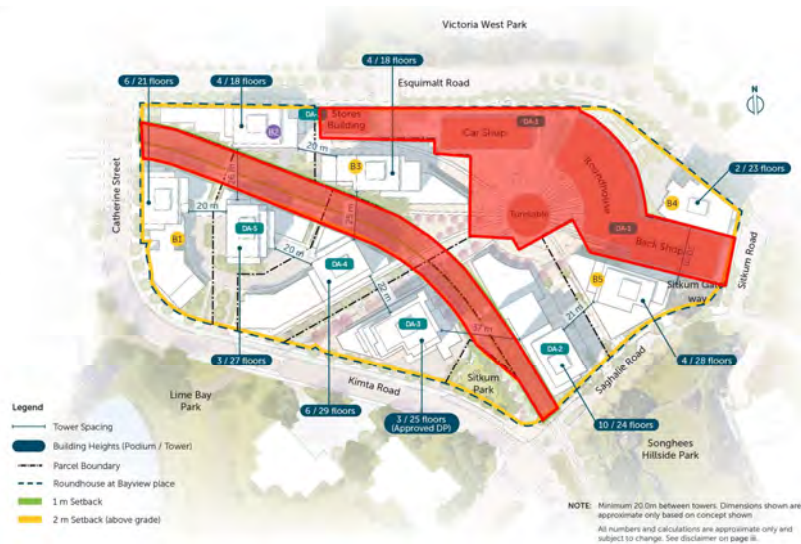 Victoria West Park
6 / 21 floors
4 / 18 floors
4 / 18 floors
Esquimalt Road
N
Stores
Building
DA-1
Car Shop
B2
20 m
B3
Roundhouse
2 / 23 floors
Catherine Street
B4
20 m
25 m
Turntable
DA-1
Back Shop
B1
DA-5
20 m
DA-4
B5
Sitkum Road
Sitkum Gate
way
22 m
DA-3
37 m
21 m
DA-2
3 / 27 floors
Kimta Road
Sitkum
Park
Saghalie Road
4 / 28 floors
Lime Bay
Park
6 / 29 floors
3 / 25 floors
(Approved DP)
10 / 24 floors
Songhees
Hillside Park
Legend
Tower Spacing
Building Heights (Podium / Tower)
Parcel Boundary
Roundhouse at Bayview place
1 m Setback
2 m Setback (above grade)
NOTE: Minimum 20.0m between towers. Dimensions shown are
approximate only based on concept shown
All numbers and calculations are approximate only and
subject to change. See disclaimer on page iii.